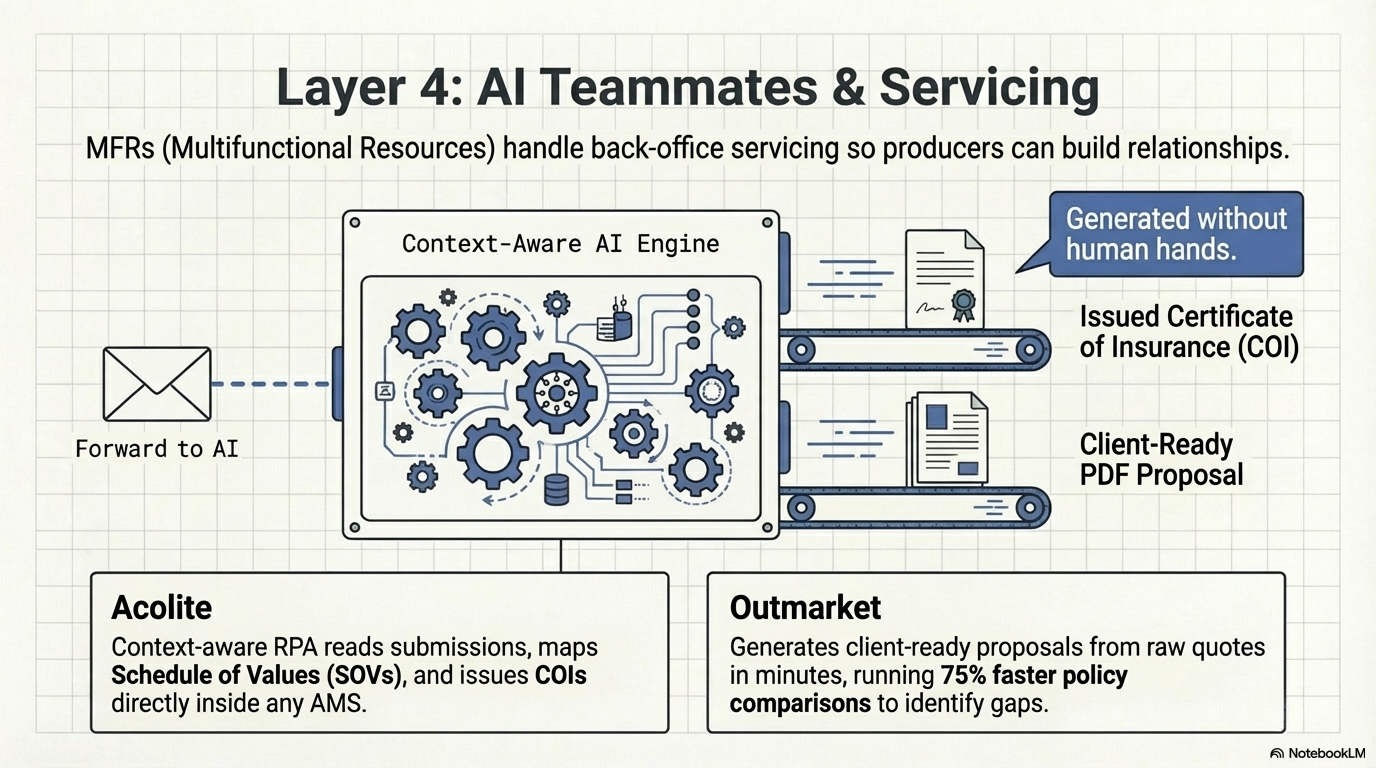 Layer 4: AI Teammates & Servicing
MFRs (Multifunctional Resources) handle back-office servicing so producers can build relationships.
Context-Aware AI Engine
Forward to AI
Generated without
human hands.
Issued Certificate
of Insurance (COI)
Client-Ready
PDF Proposal
Acolite
Context-aware RPA reads submissions, maps
Schedule of Values (SOVs), and issues COIs
directly inside any AMS.
Outmarket
Generates client-ready proposals from raw quotes
in minutes, running 75% faster policy
comparisons to identify gaps.
NotebookLM